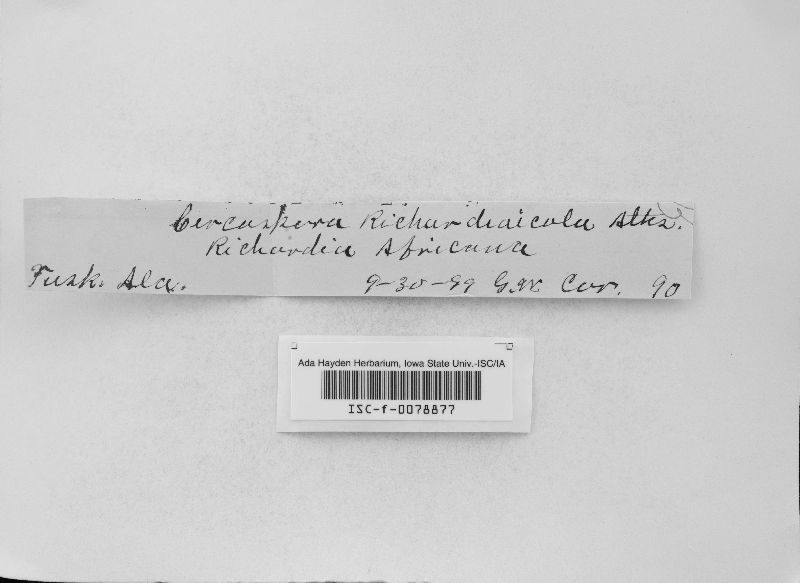 Cercospora Richardiaicola Atks.
Richardia Africana
Tusk. Ala. 9-30-99 G.W. Car. 90
Ada Hayden Herbarium, Iowa State Univ.-ISC/IA
ISC-f-0078877